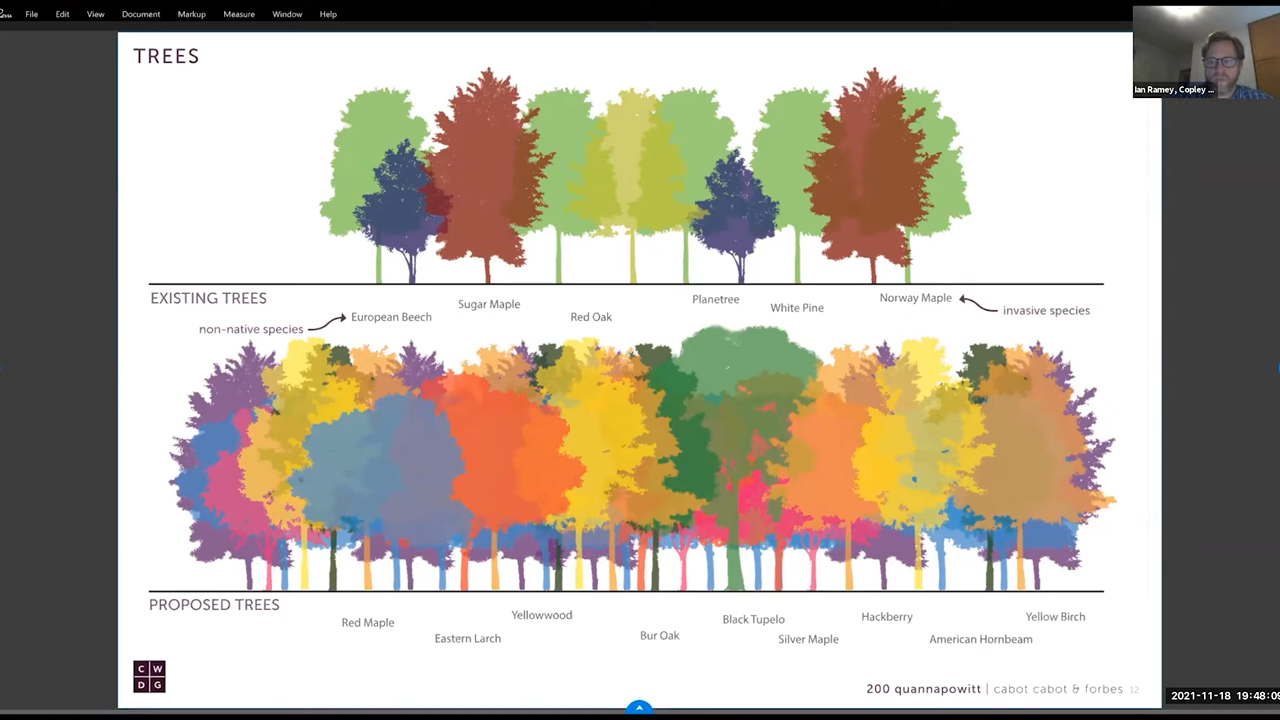 File Edit View Document Markup Measure Window Help
TREES
Ian Ramey, Copley ...
EXISTING TREES
non-native species
European Beech
Sugar Maple
Red Oak
Planetree
White Pine
Norway Maple
invasive species
PROPOSED TREES
Red Maple
Eastern Larch
Yellowwood
Bur Oak
Black Tupelo
Silver Maple
Hackberry
American Hornbeam
Yellow Birch
C W
D G
200 quannapowitt | cabot cabot & forbes 12
2021-11-18 19:48:09